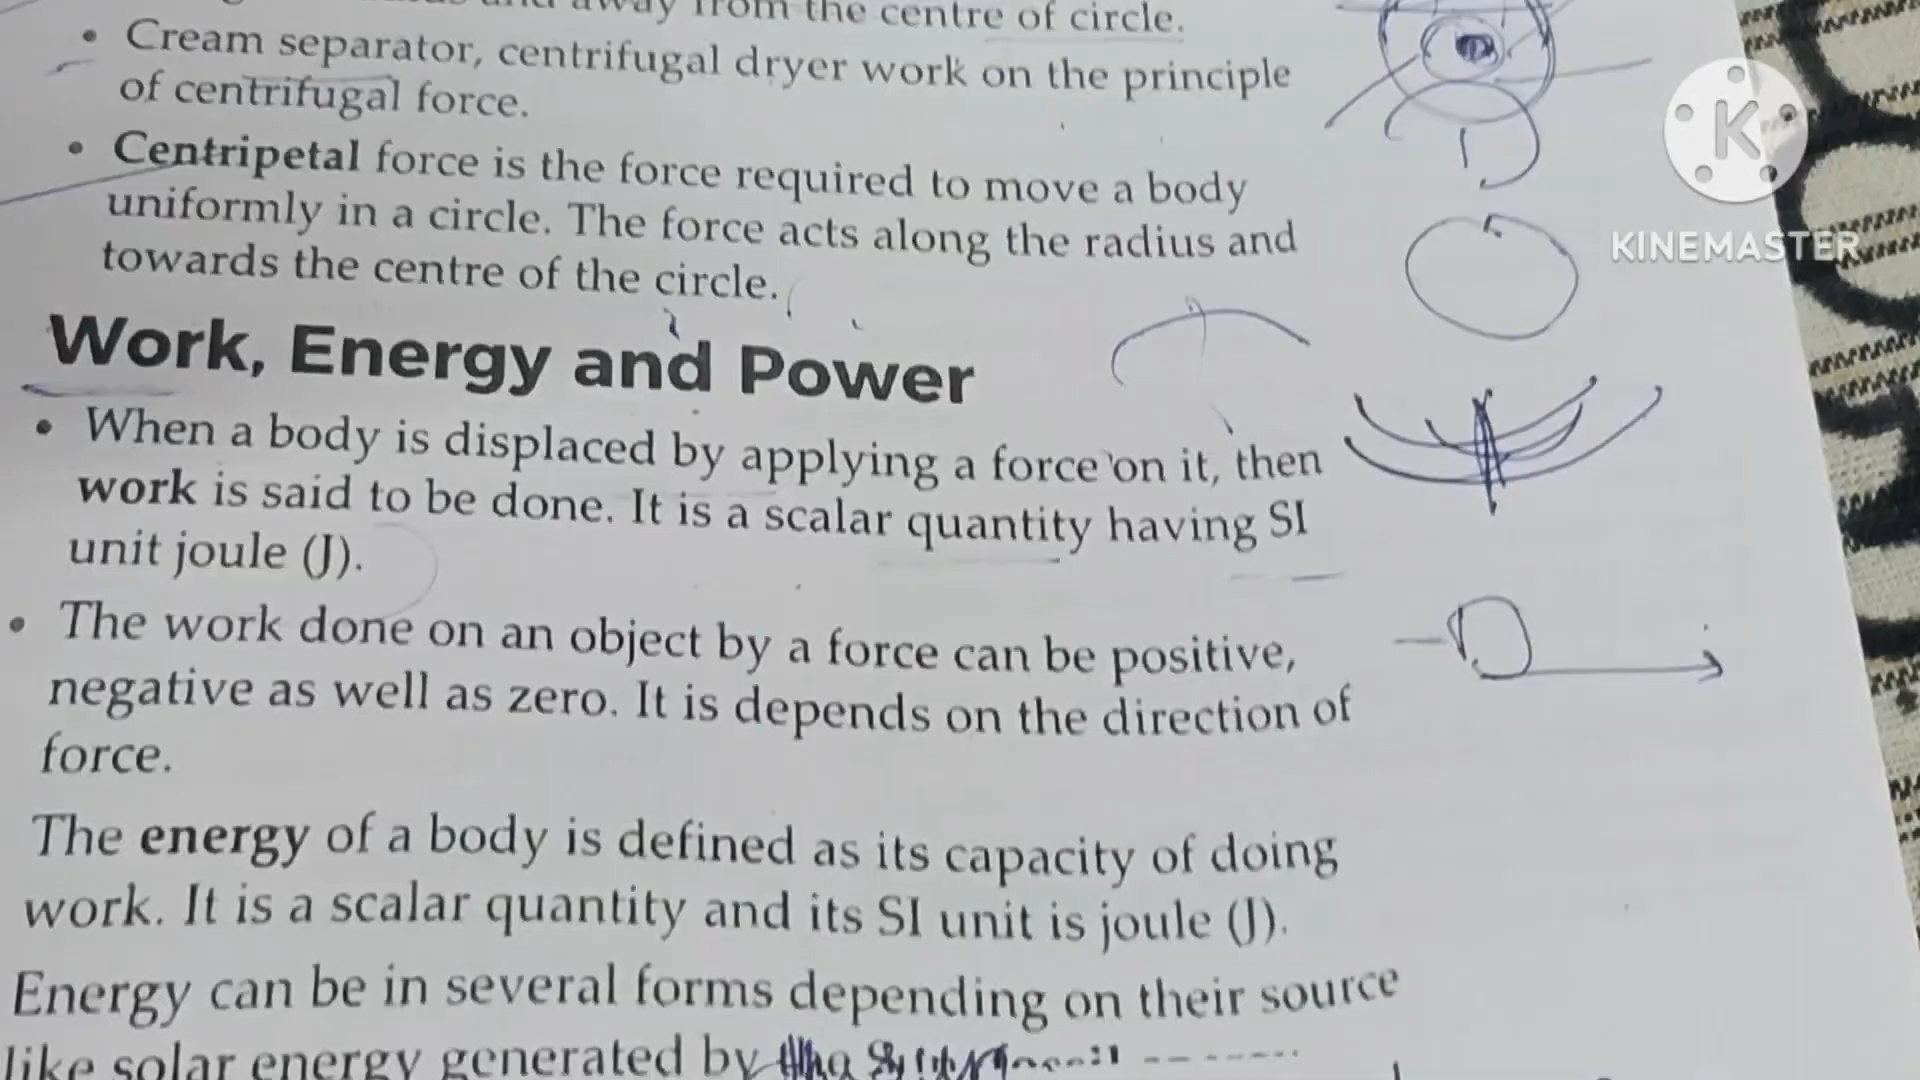 away from the centre of circle.
• Cream separator, centrifugal dryer work on the principle
of centrifugal force.
• Centripetal force is the force required to move a body
uniformly in a circle. The force acts along the radius and
towards the centre of the circle.
Work, Energy and Power
• When a body is displaced by applying a force on it, then
work is said to be done. It is a scalar quantity having SI
unit joule (J).
• The work done on an object by a force can be positive,
negative as well as zero. It is depends on the direction of
force.
The energy of a body is defined as its capacity of doing
work. It is a scalar quantity and its SI unit is joule (J).
Energy can be in several forms depending on their source
like solar energy generated by
K
KINEMASTER